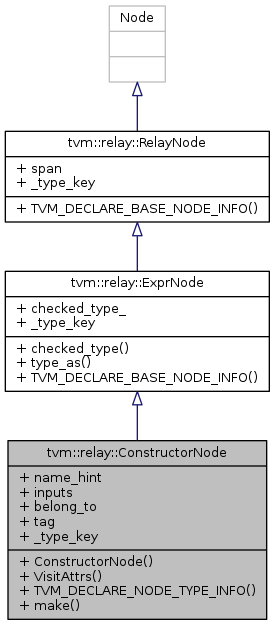 Node
tvm::relay::RelayNode
+ span
+ _type_key
+ TVM_DECLARE_BASE_NODE_INFO()
tvm::relay::ExprNode
+ checked_type_
+ _type_key
+ checked_type()
+ type_as()
+ TVM_DECLARE_BASE_NODE_INFO()
tvm::relay::ConstructorNode
+ name_hint
+ inputs
+ belong_to
+ tag
+ _type_key
+ ConstructorNode()
+ VisitAttrs()
+ TVM_DECLARE_NODE_TYPE_INFO()
+ make()